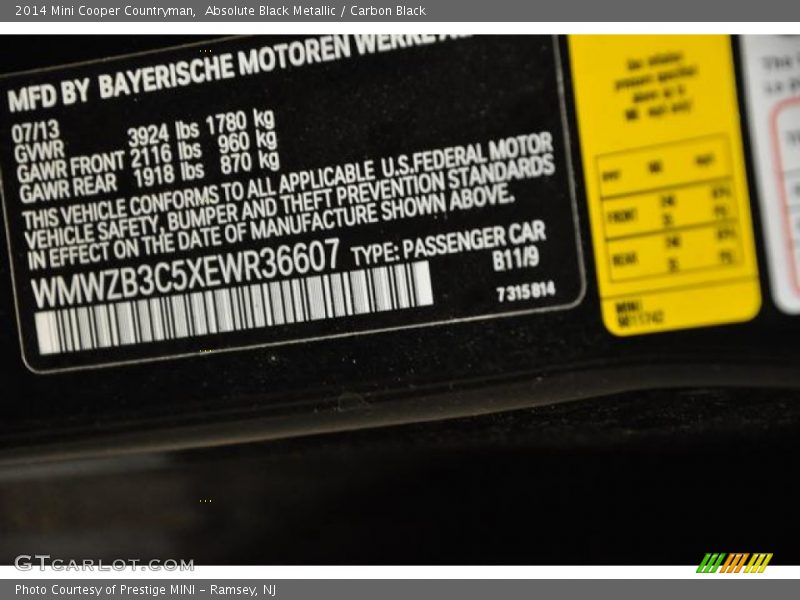 2014 Mini Cooper Countryman,  Absolute Black Metallic / Carbon Black
MFD BY BAYERISCHE MOTOREN WERKE
07/13
GVWR 3924 lbs 1780 kg
GAWR FRONT 2116 lbs 960 kg
GAWR REAR 1918 lbs 870 kg
THIS VEHICLE CONFORMS TO ALL APPLICABLE U.S.FEDERAL MOTOR
VEHICLE SAFETY, BUMPER AND THEFT PREVENTION STANDARDS
IN EFFECT ON THE DATE OF MANUFACTURE SHOWN ABOVE.
WMWZB3C5XEWR36607 TYPE: PASSENGER CAR
B11/9
7315814
FRONT
REAR
MINI
GTCARLOT.COM
Photo Courtesy of Prestige MINI – Ramsey, NJ